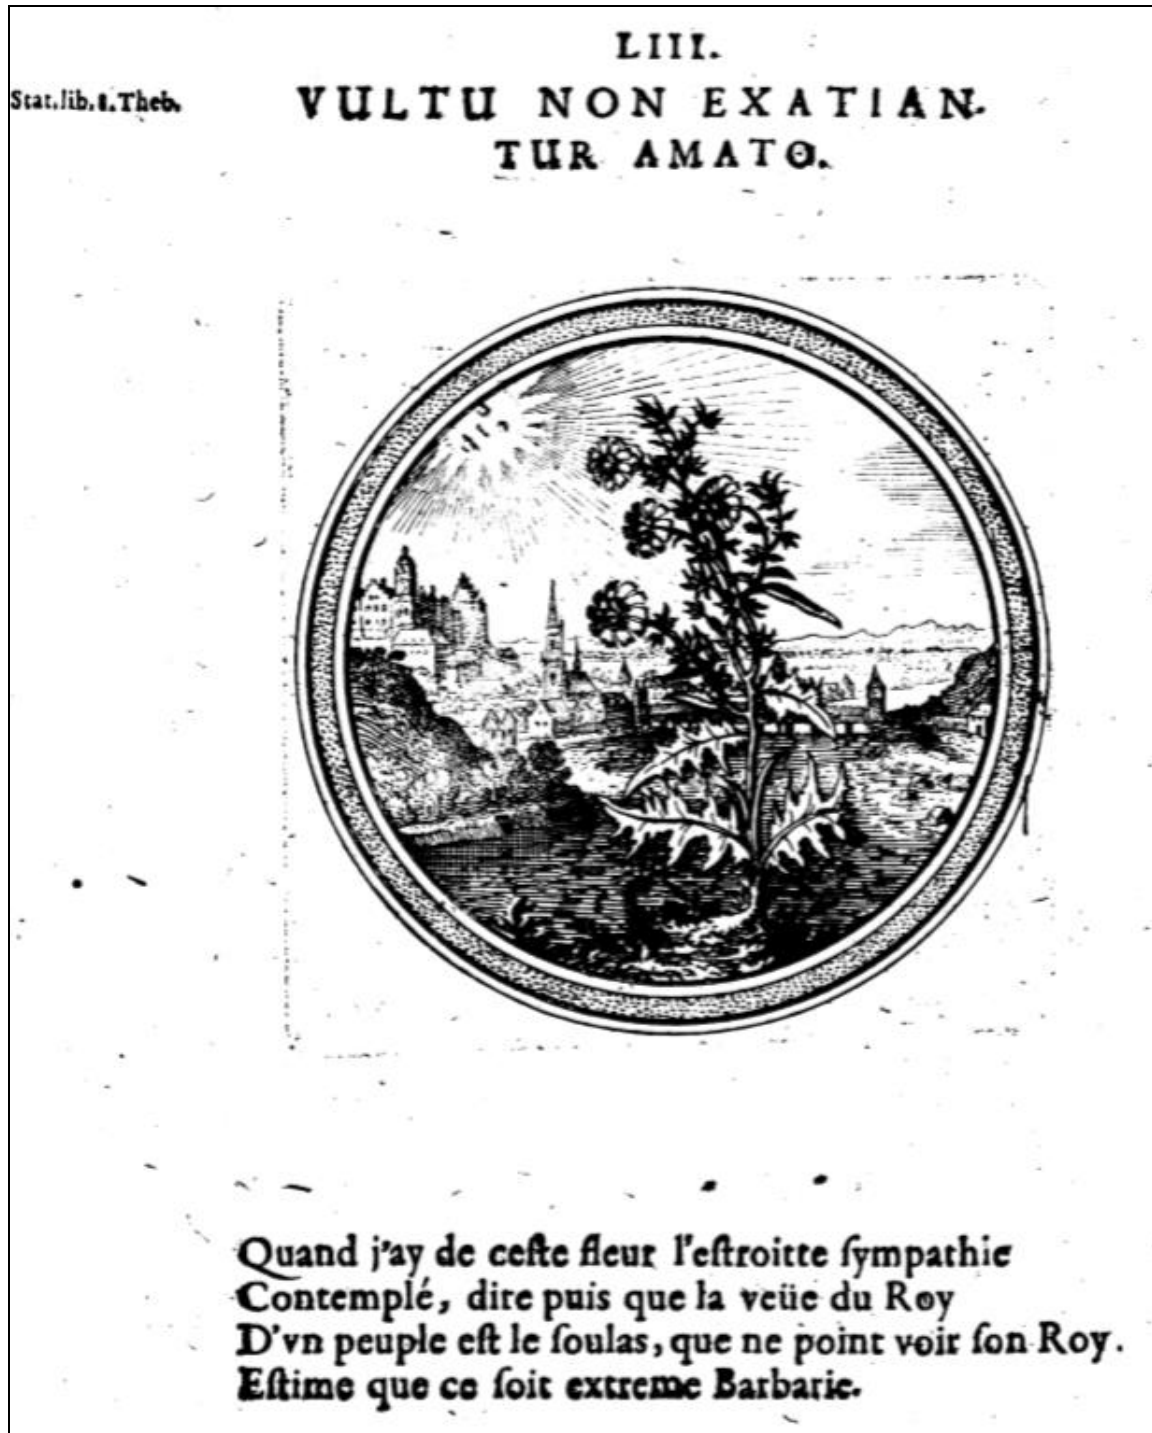 LIII.
Stat. lib. 1. Theb.
VULTU NON EXATIAN-
TUR AMATO.
Quand j'ay de ceſte fleur l'eſtroitte ſympathie
Contemplé, dire puis que la veüe du Roy
D'vn peuple eſt le ſoulas, que ne point voir ſon Roy.
Eſtime que ce ſoit extreme Barbarie.